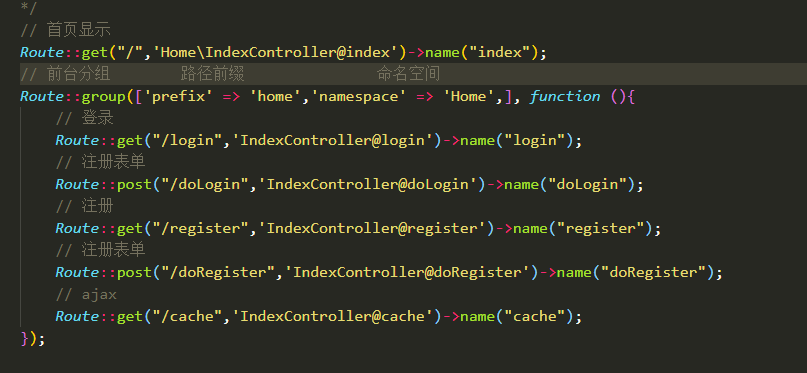 */
// 首页显示
Route::get("/",'Home\IndexController@index')->name("index");
// 前台分组 路径前缀 命名空间
Route::group(['prefix' => 'home','namespace' => 'Home',], function (){
// 登录
Route::get("/login",'IndexController@login')->name("login");
// 注册表单
Route::post("/doLogin",'IndexController@doLogin')->name("doLogin");
// 注册
Route::get("/register",'IndexController@register')->name("register");
// 注册表单
Route::post("/doRegister",'IndexController@doRegister')->name("doRegister");
// ajax
Route::get("/cache",'IndexController@cache')->name("cache");
});